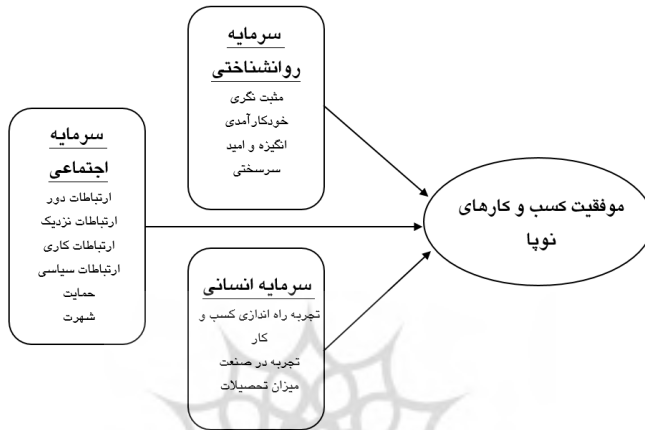 سرمایه
روانشناختی
مثبت نگری
خودکارآمدی
انگیزه و امید
سرسختی
سرمایه
اجتماعی
ارتباطات دور
ارتباطات نزدیک
ارتباطات کاری
ارتباطات سیاسی
حمایت
شهرت
موفقیت کسب و کارهای
نوپا
سرمایه انسانی
تجربه راه اندازی کسب و
کار
تجربه در صنعت
میزان تحصیلات